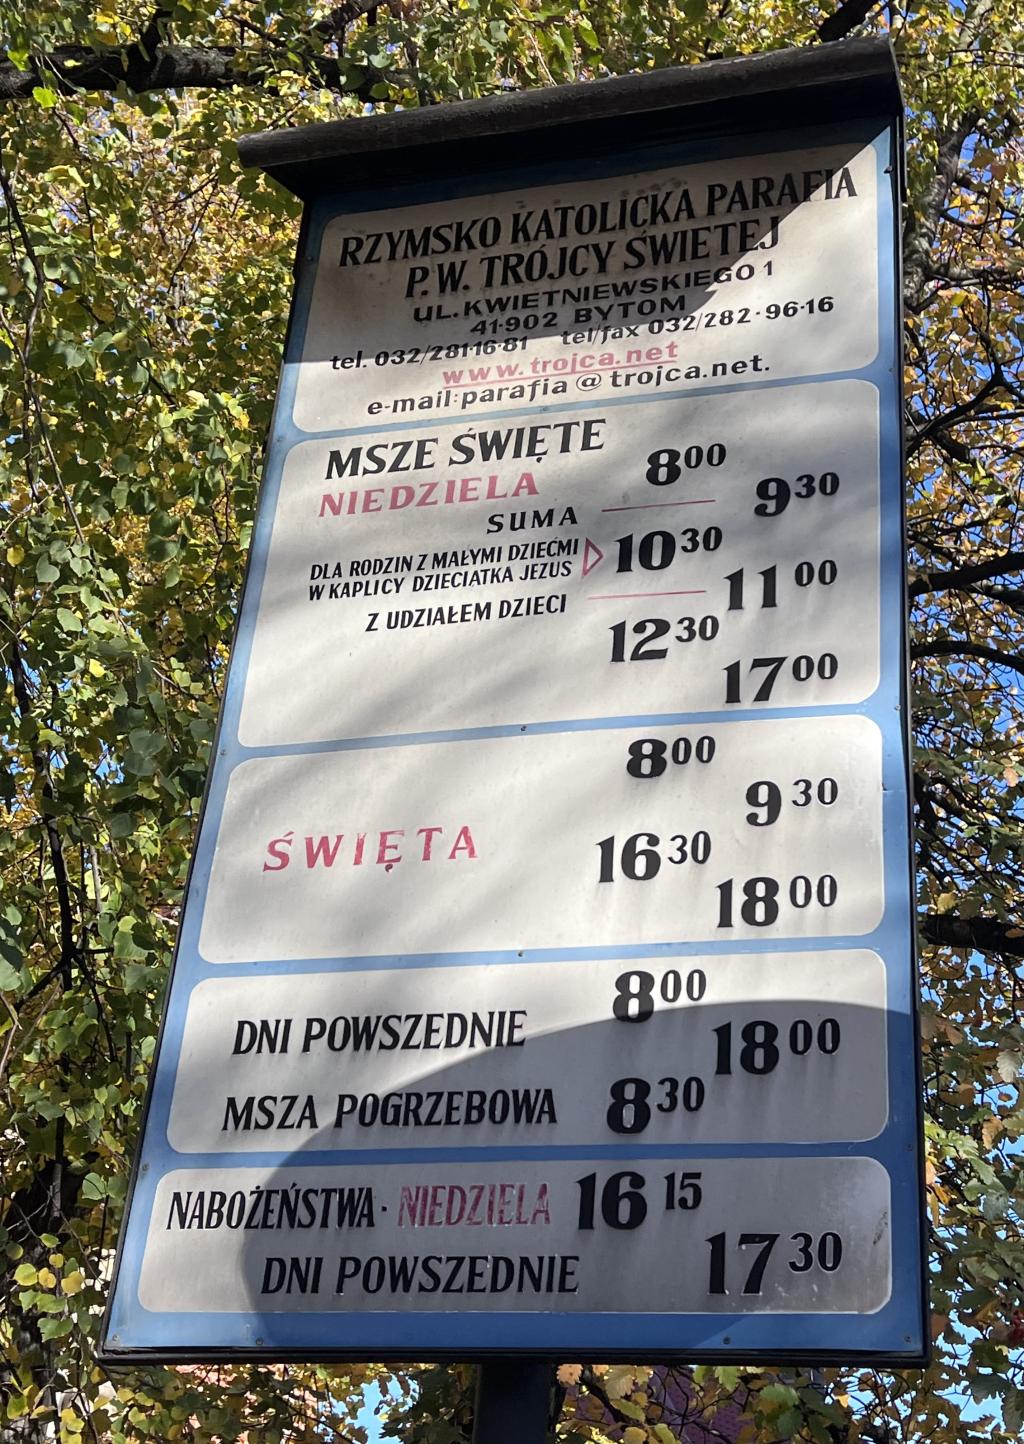 RZYMSKO KATOLICKA PARAFIA
P.W. TRÓJCY ŚWIĘTEJ
UL. KWIETNIEWSKIEGO 1
41-902 BYTOM
tel. 032/281-16-81 tel/fax 032/282-96-16
www.trojca.net
e-mail: parafia @ trojca.net.
MSZE ŚWIĘTE
NIEDZIELA 8 00
9 30
SUMA
DLA RODZIN Z MAŁYMI DZIEĆMI 10 30
W KAPLICY DZIECIĄTKA JEZUS
11 00
Z UDZIAŁEM DZIECI
12 30
17 00
8 00
9 30
ŚWIĘTA 16 30
18 00
8 00
DNI POWSZEDNIE 18 00
MSZA POGRZEBOWA 8 30
NABOŻEŃSTWA · NIEDZIELA 16 15
DNI POWSZEDNIE 17 30